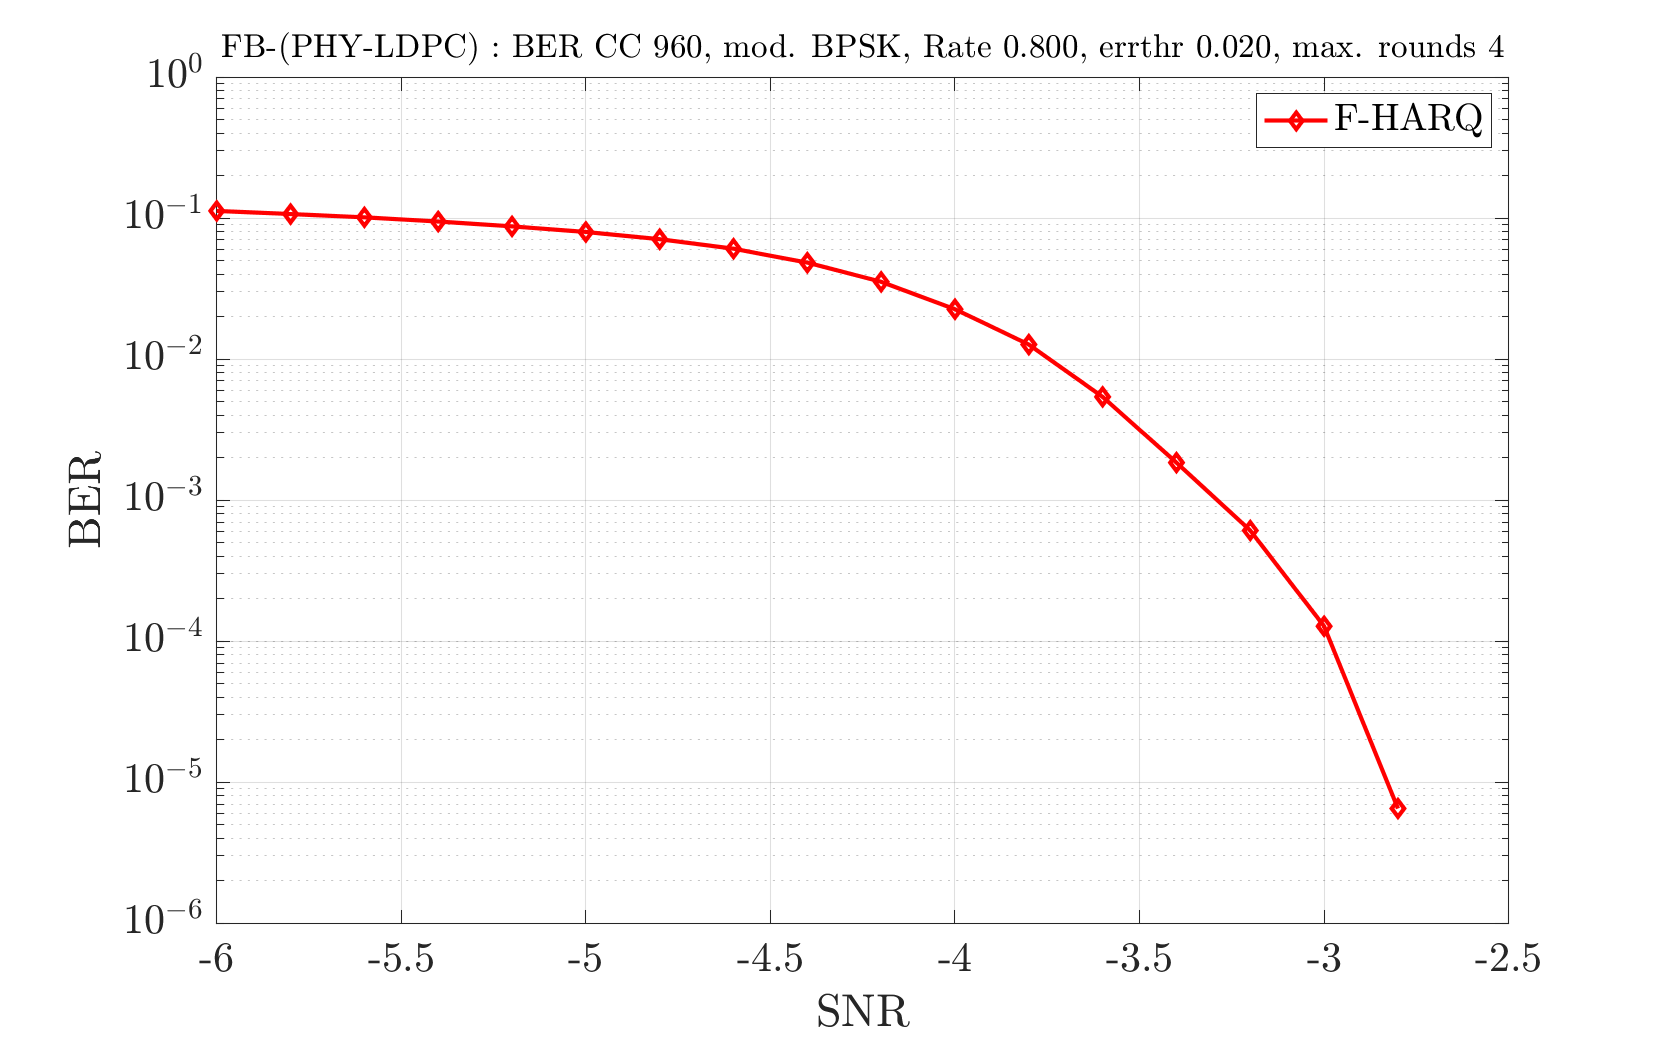 FB-(PHY-LDPC) : BER CC 960, mod. BPSK, Rate 0.800, errthr 0.020, max. rounds 4
10^0
F-HARQ
10^−1
10^−2
BER
10^−3
10^−4
10^−5
10^−6
-6 -5.5 -5 -4.5 -4 -3.5 -3 -2.5
SNR